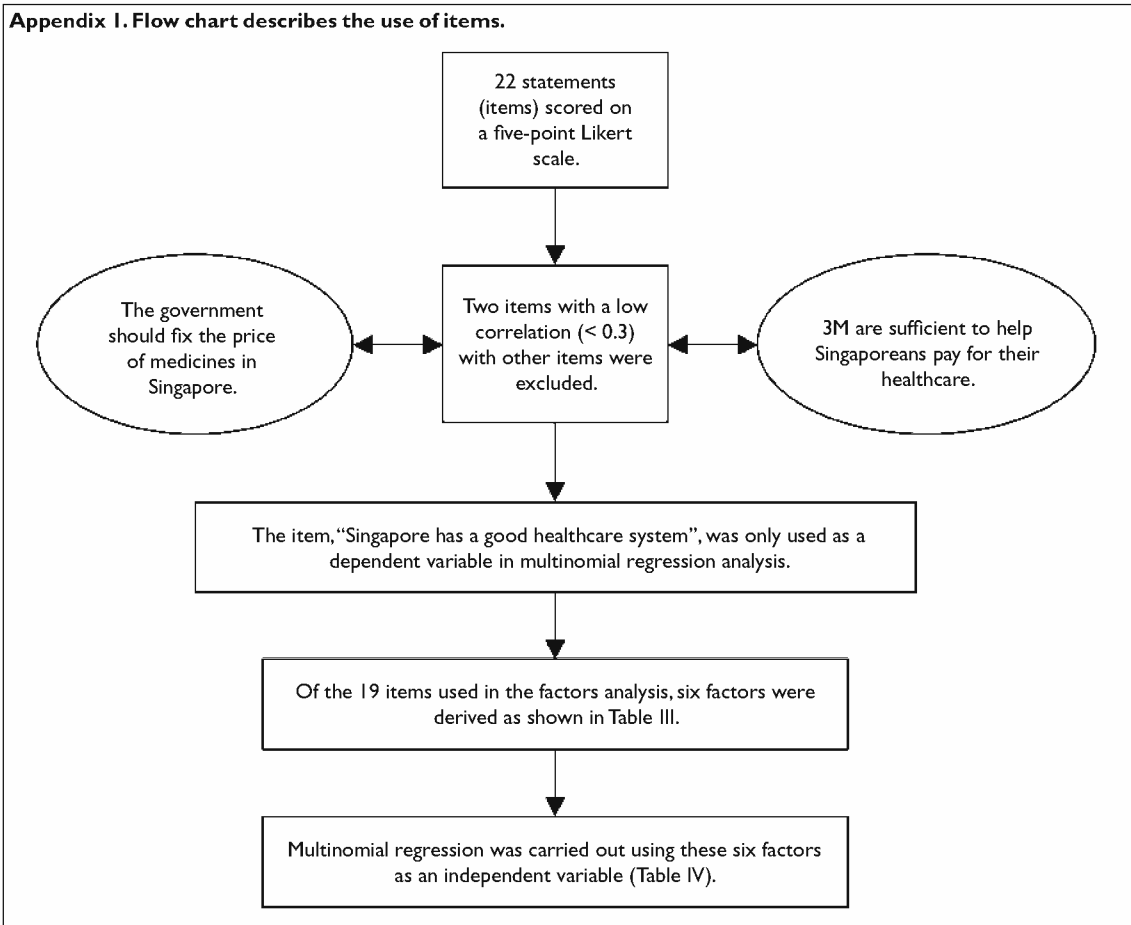 Appendix 1. Flow chart describes the use of items.
22 statements
(items) scored on
a five-point Likert
scale.
The government
should fix the price
of medicines in
Singapore.
Two items with a low
correlation (< 0.3)
with other items were
excluded.
3M are sufficient to help
Singaporeans pay for their
healthcare.
The item, “Singapore has a good healthcare system”, was only used as a
dependent variable in multinomial regression analysis.
Of the 19 items used in the factors analysis, six factors were
derived as shown in Table III.
Multinomial regression was carried out using these six factors
as an independent variable (Table IV).